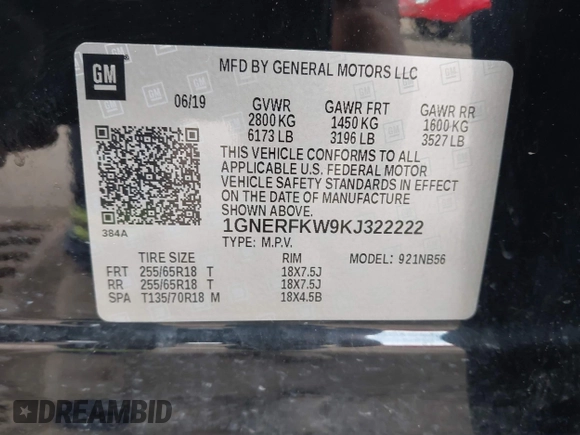 GM
MFD BY GENERAL MOTORS LLC
06/19 GVWR GAWR FRT GAWR RR
2800 KG 1450 KG 1600 KG
6173 LB 3196 LB 3527 LB
THIS VEHICLE CONFORMS TO ALL
APPLICABLE U.S. FEDERAL MOTOR
VEHICLE SAFETY STANDARDS IN EFFECT
ON THE DATE OF MANUFACTURE
SHOWN ABOVE.
384A
1GNERFKW9KJ322222
TYPE: M.P.V. MODEL: 921NB56
TIRE SIZE RIM
FRT 255/65R18 T 18X7.5J
RR 255/65R18 T 18X7.5J
SPA T135/70R18 M 18X4.5B
DREAMBID